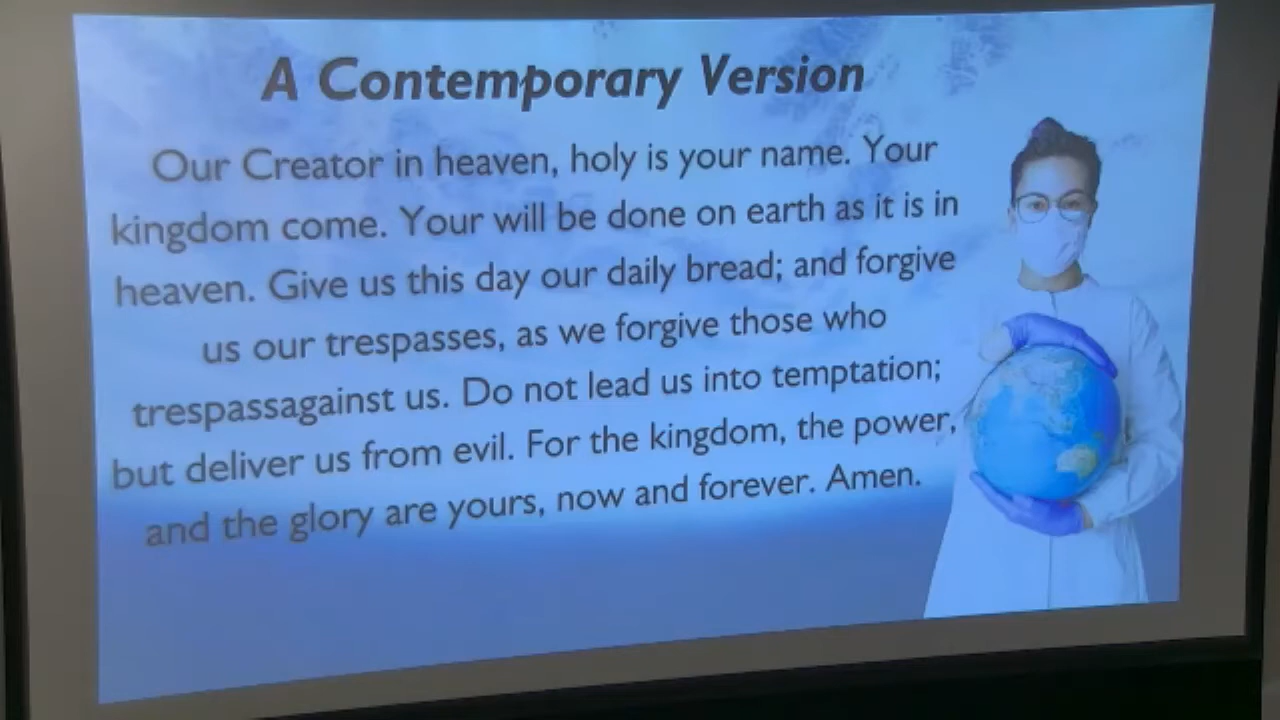 A Contemporary Version
Our Creator in heaven, holy is your name. Your
kingdom come. Your will be done on earth as it is in
heaven. Give us this day our daily bread; and forgive
us our trespasses, as we forgive those who
trespassagainst us. Do not lead us into temptation;
but deliver us from evil. For the kingdom, the power,
and the glory are yours, now and forever. Amen.